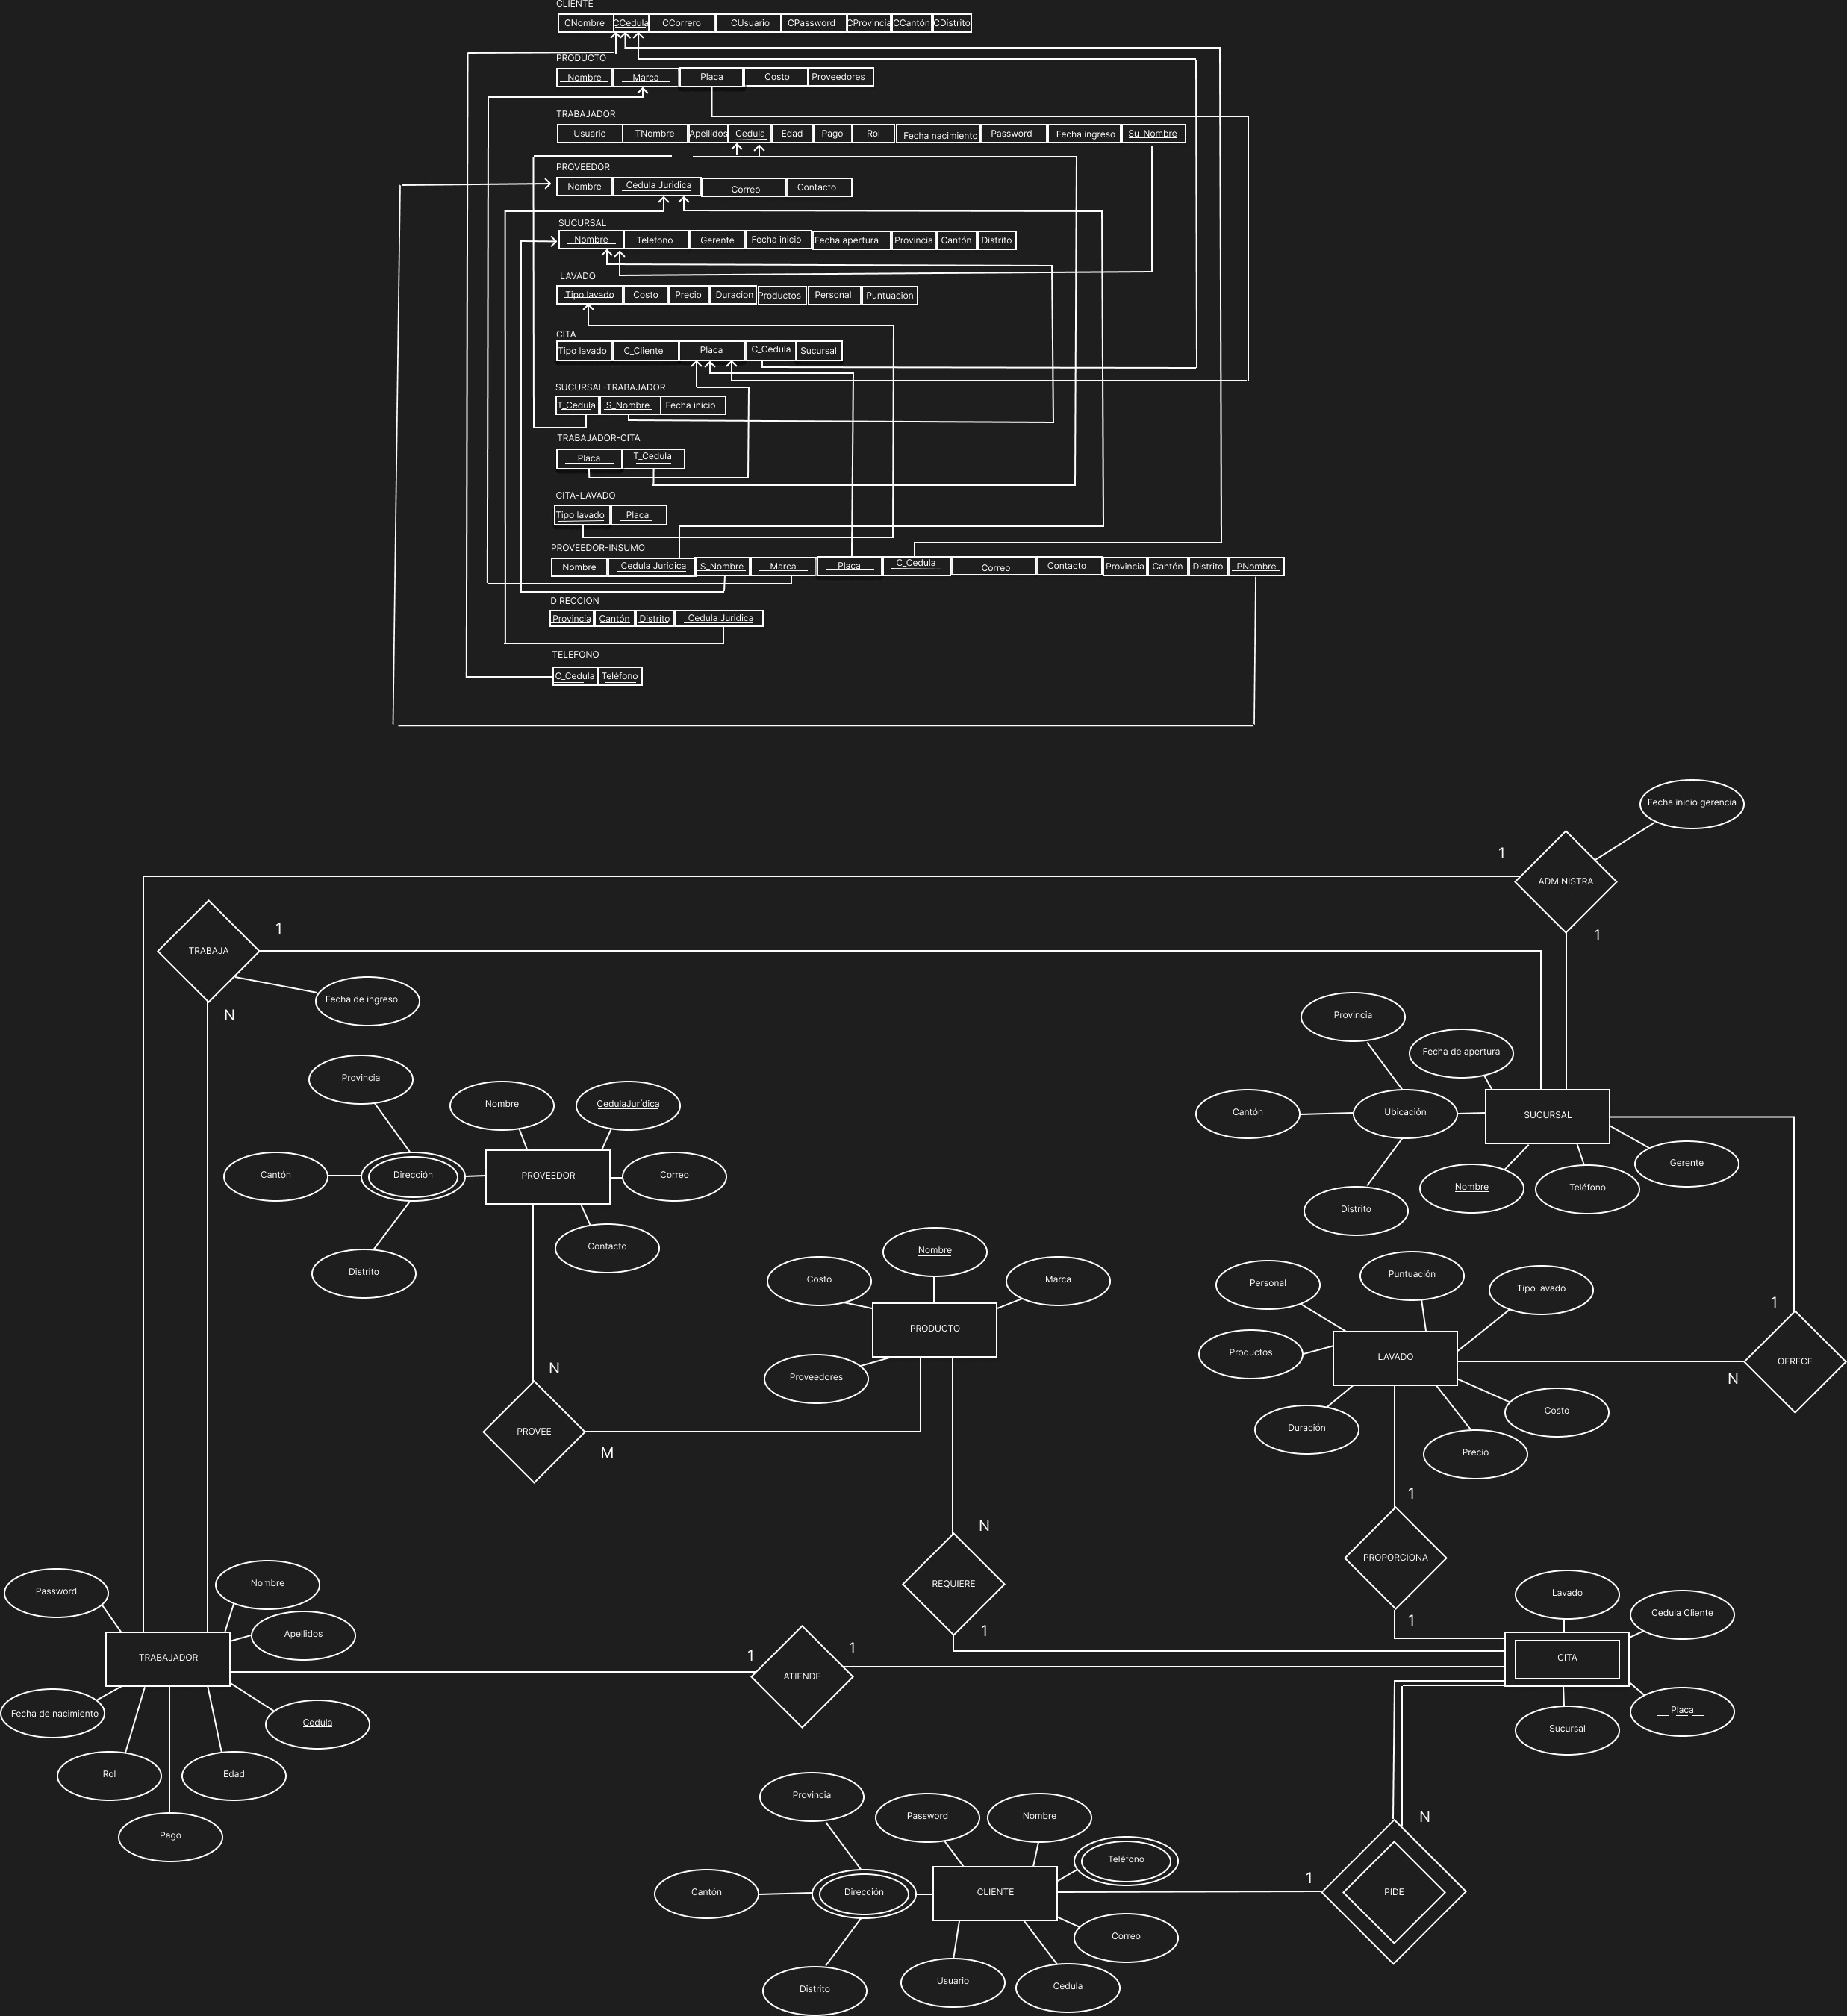 CLIENTE
CNombre CCedula CCorrero CUsuario CPassword CProvincia CCantón CDistrito
PRODUCTO
Nombre Marca Placa Costo Proveedores
TRABAJADOR
Usuario TNombre Apellidos Cedula Edad Pago Rol Fecha nacimiento Password Fecha ingreso Su_Nombre
PROVEEDOR
Nombre Cedula Juridica Correo Contacto
SUCURSAL
Nombre Telefono Gerente Fecha inicio Fecha apertura Provincia Cantón Distrito
LAVADO
Tipo lavado Costo Precio Duracion Productos Personal Puntuacion
CITA
Tipo lavado C_Cliente Placa C_Cedula Sucursal
SUCURSAL-TRABAJADOR
T_Cedula S_Nombre Fecha inicio
TRABAJADOR-CITA
Placa T_Cedula
CITA-LAVADO
Tipo lavado Placa
PROVEEDOR-INSUMO
Nombre Cedula Juridica S_Nombre Marca Placa C_Cedula Correo Contacto Provincia Cantón Distrito PNombre
DIRECCION
Provincia Cantón Distrito Cedula Juridica
TELEFONO
C_Cedula Teléfono
Fecha inicio gerencia
1
ADMINISTRA
1
1
TRABAJA
Fecha de ingreso
N
Provincia
Fecha de apertura
Cantón
Ubicación
SUCURSAL
Gerente
Nombre
Teléfono
Distrito
Provincia
Nombre
CedulaJurídica
Cantón
Dirección
PROVEEDOR
Correo
Contacto
Distrito
Nombre
Costo
Marca
PRODUCTO
Proveedores
Personal
Puntuación
Tipo lavado
1
Productos
LAVADO
OFRECE
N
Duración
Costo
Precio
N
PROVEE
M
1
N
PROPORCIONA
REQUIERE
1
1
Password
Nombre
Apellidos
TRABAJADOR
Fecha de nacimiento
Cedula
Rol
Edad
Pago
1
ATIENDE
1
Lavado
Cedula Cliente
CITA
Placa
Sucursal
N
Provincia
Password
Nombre
Teléfono
Cantón
Dirección
CLIENTE
1
PIDE
Correo
Distrito
Usuario
Cedula